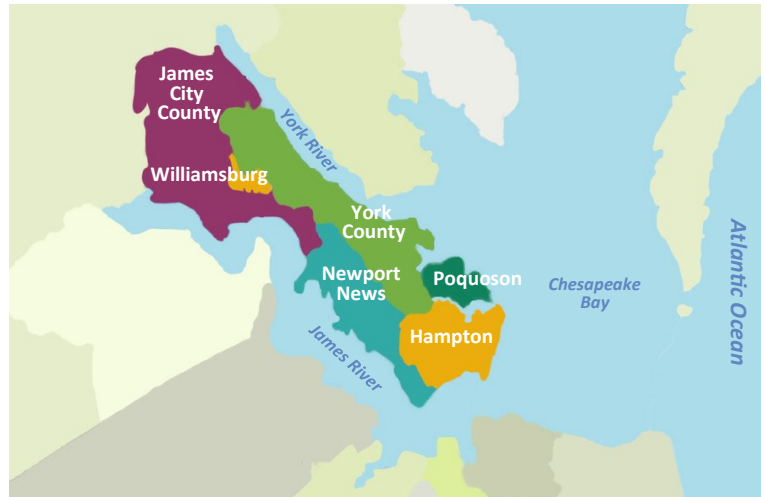 James
City
County
York River
Williamsburg
York
County
Newport
News
Poquoson
Chesapeake
Bay
Atlantic Ocean
Hampton
James River